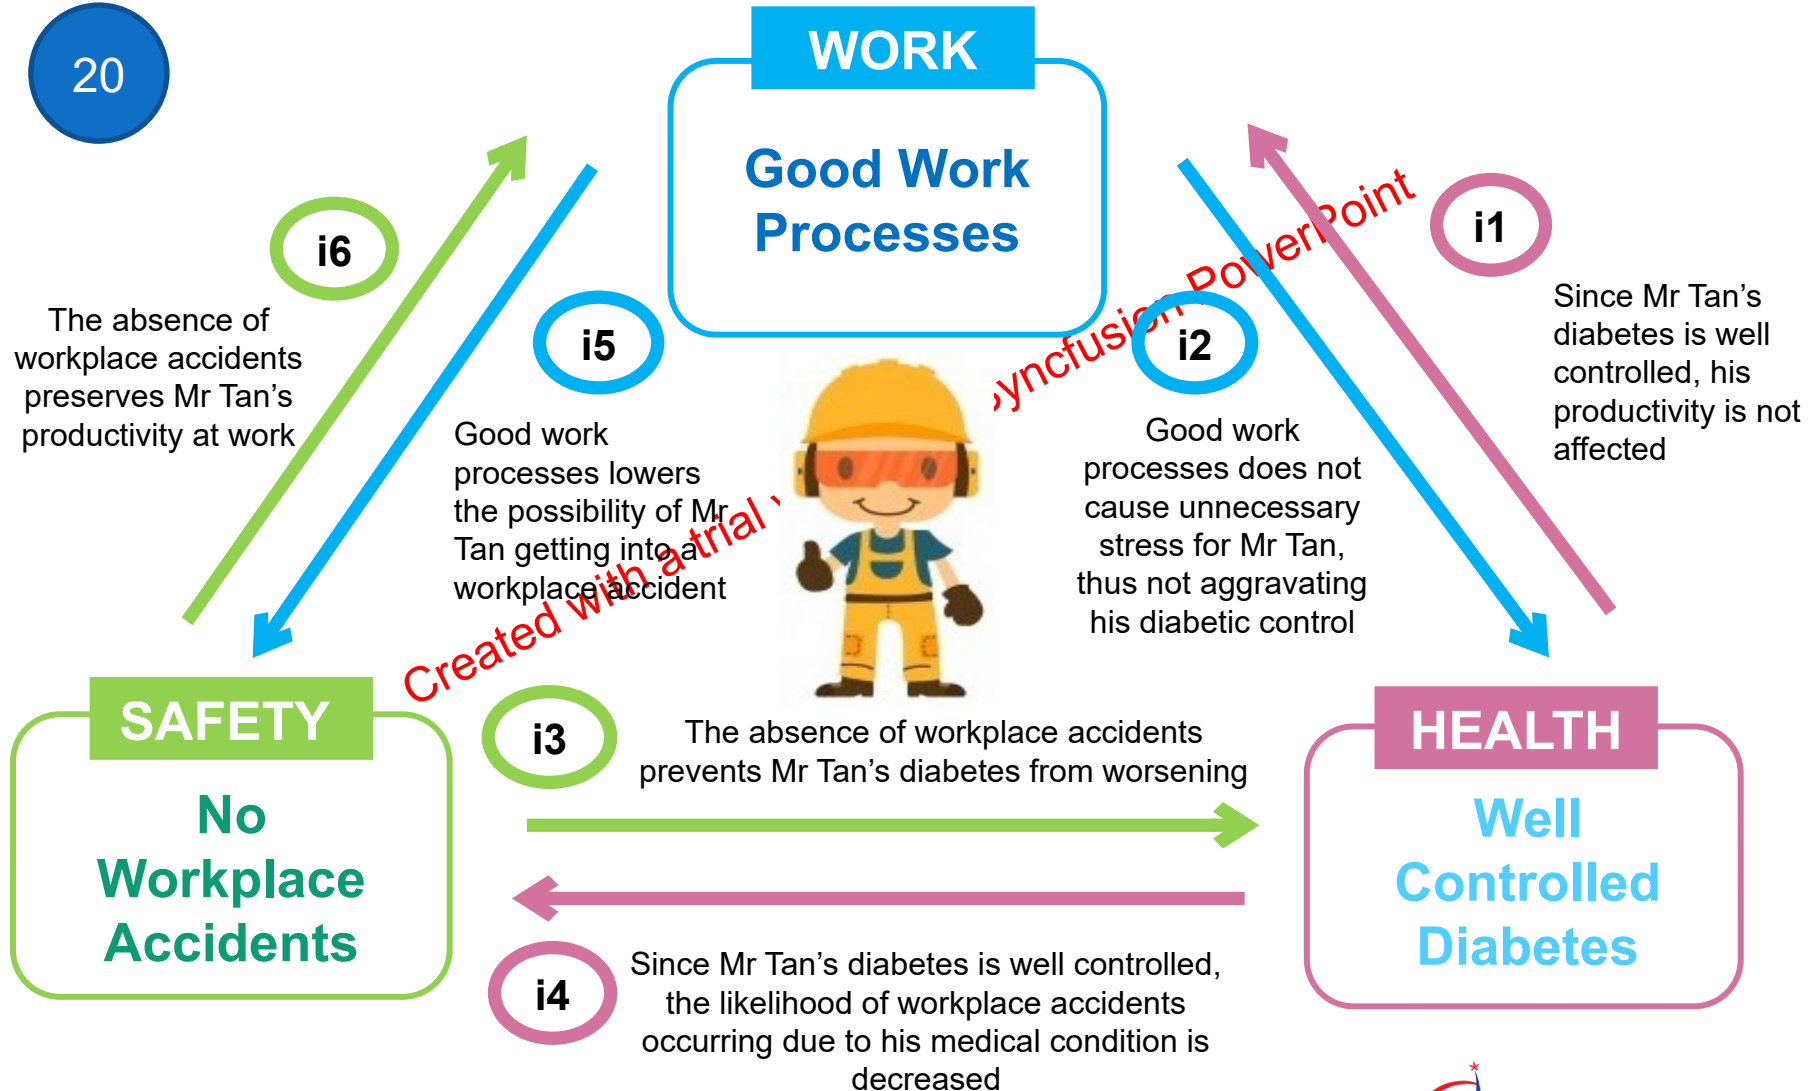 20
WORK
Good Work
Processes
i6
The absence of
workplace accidents
preserves Mr Tan’s
productivity at work
i5
Good work
processes lowers
the possibility of Mr
Tan getting into a
workplace accident
i2
Good work
processes does not
cause unnecessary
stress for Mr Tan,
thus not aggravating
his diabetic control
i1
Since Mr Tan’s
diabetes is well
controlled, his
productivity is not
affected
Created with a trial yncfusion PowerPoint
SAFETY
No
Workplace
Accidents
i3
The absence of workplace accidents
prevents Mr Tan’s diabetes from worsening
HEALTH
Well
Controlled
Diabetes
i4
Since Mr Tan’s diabetes is well controlled,
the likelihood of workplace accidents
occurring due to his medical condition is
decreased